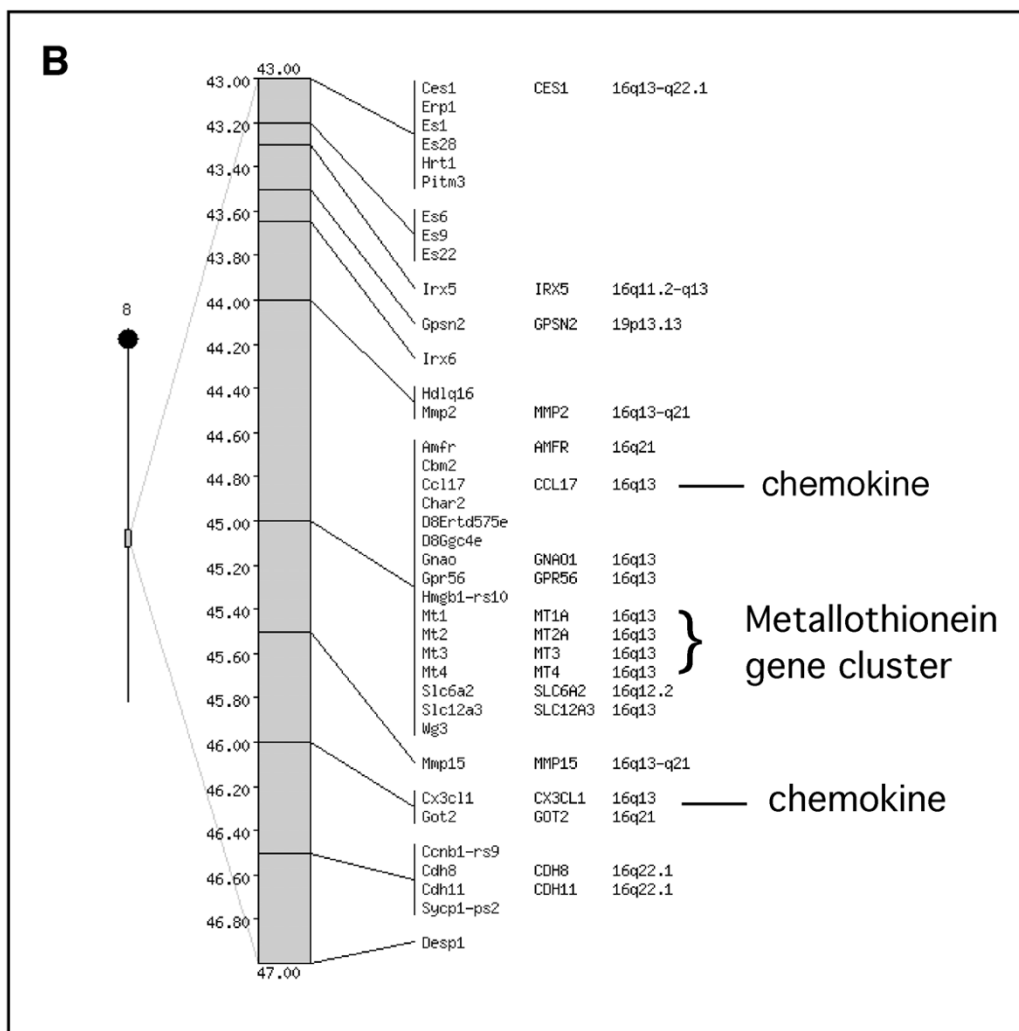 B
8
43.00
43.00
43.20
43.40
43.60
43.80
44.00
44.20
44.40
44.60
44.80
45.00
45.20
45.40
45.60
45.80
46.00
46.20
46.40
46.60
46.80
47.00
Ces1 CES1 16q13-q22.1
Erp1
Es1
Es28
Hrt1
Pitm3
Es6
Es9
Es22
Irx5 IRX5 16q11.2-q13
Gpsn2 GPSN2 19p13.13
Irx6
Hdlq16
Mmp2 MMP2 16q13-q21
Amfr AMFR 16q21
Cbm2
Ccl17 CCL17 16q13 chemokine
Char2
D8Ertd575e
D8Ggc4e
Gnao GNAO1 16q13
Gpr56 GPR56 16q13
Hmgb1-rs10
Mt1 MT1A 16q13
Mt2 MT2A 16q13
Mt3 MT3 16q13
Mt4 MT4 16q13
} Metallothionein
gene cluster
Slc6a2 SLC6A2 16q12.2
Slc12a3 SLC12A3 16q13
Wg3
Mmp15 MMP15 16q13-q21
Cx3cl1 CX3CL1 16q13 chemokine
Got2 GOT2 16q21
Ccnb1-rs9
Cdh8 CDH8 16q22.1
Cdh11 CDH11 16q22.1
Sycp1-ps2
Desp1